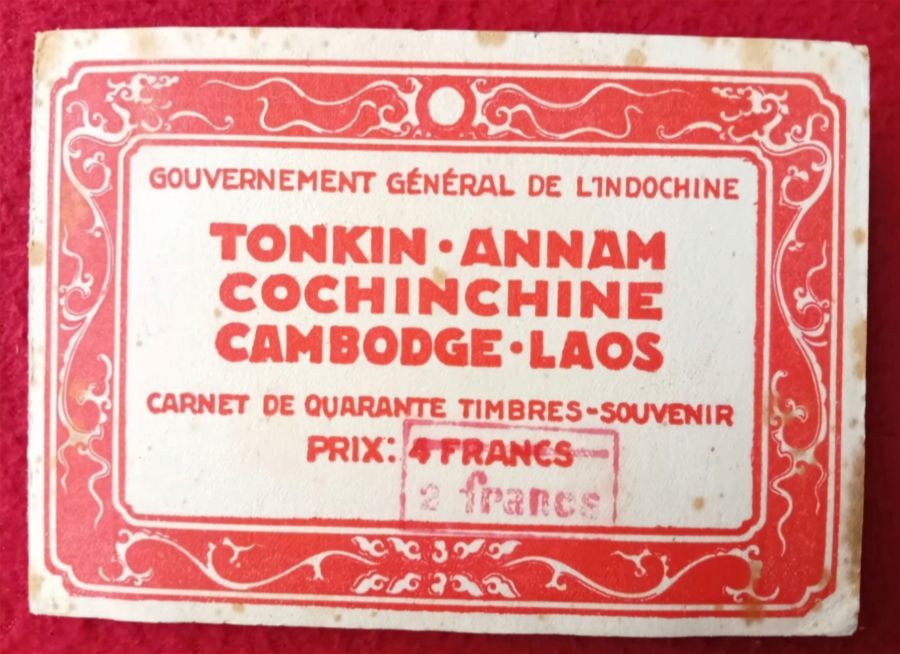 GOUVERNEMENT GÉNÉRAL DE L'INDOCHINE
TONKIN · ANNAM
COCHINCHINE
CAMBODGE · LAOS
CARNET DE QUARANTE TIMBRES-SOUVENIR
PRIX: 4 FRANCS
2 francs